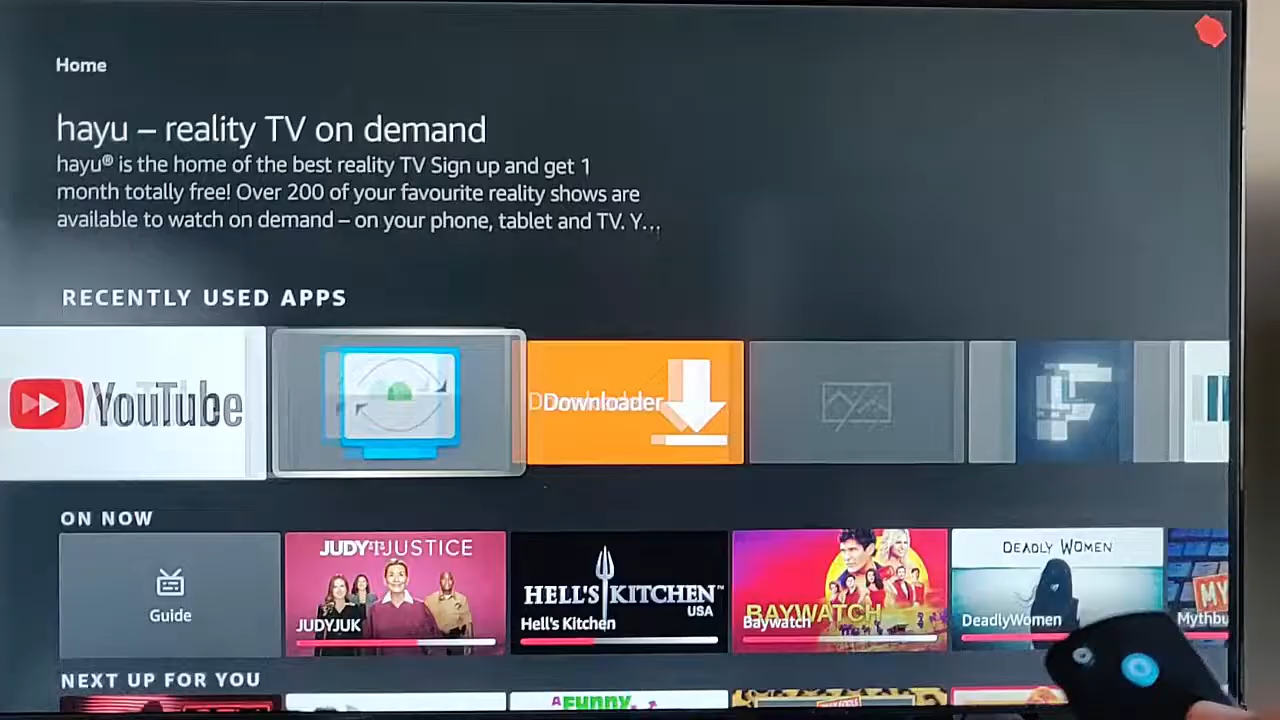 Home
hayu – reality TV on demand
hayu® is the home of the best reality TV Sign up and get 1
month totally free! Over 200 of your favourite reality shows are
available to watch on demand – on your phone, tablet and TV. Y...
RECENTLY USED APPS
YouTube
Downloader
ON NOW
Guide
JUDY JUSTICE
JUDYJUK
HELL'S KITCHEN™
USA
Hell's Kitchen
BAYWATCH
Baywatch
DEADLY WOMEN
DeadlyWomen
MY
Mythbu
NEXT UP FOR YOU
A Funny